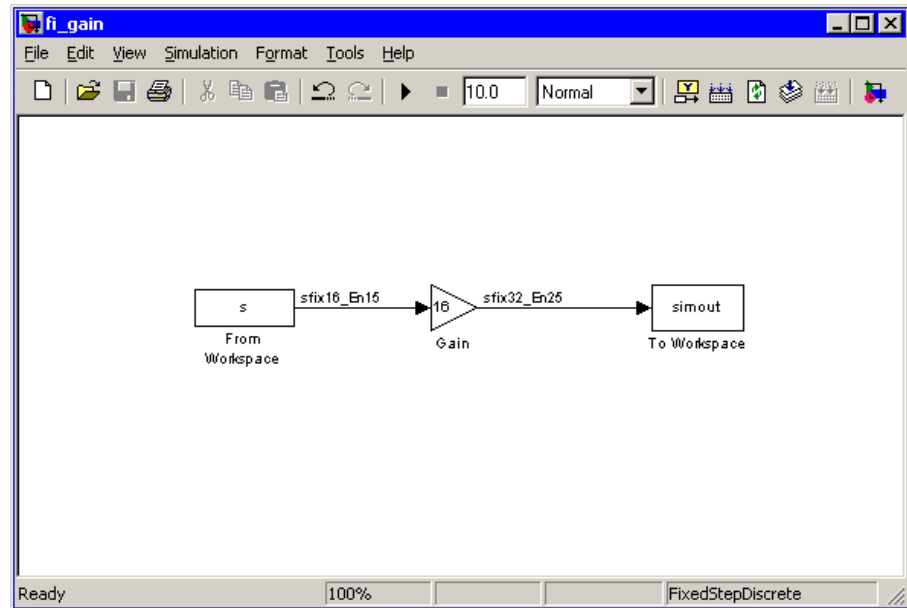 fi_gain
File Edit View Simulation Format Tools Help
10.0 Normal
s sfix16_En15 16 sfix32_En25 simout
From Workspace
Gain
To Workspace
Ready 100% FixedStepDiscrete